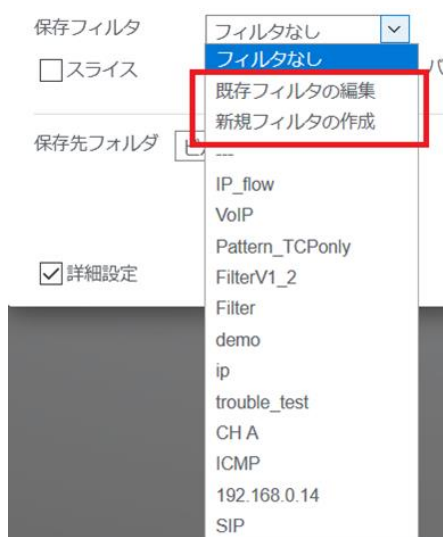 保存フィルタ
フィルタなし
フィルタなし
スライス
既存フィルタの編集
新規フィルタの作成
保存先フォルダ
---
IP_flow
VoIP
Pattern_TCPonly
詳細設定
FilterV1_2
Filter
demo
ip
trouble_test
CH A
ICMP
192.168.0.14
SIP